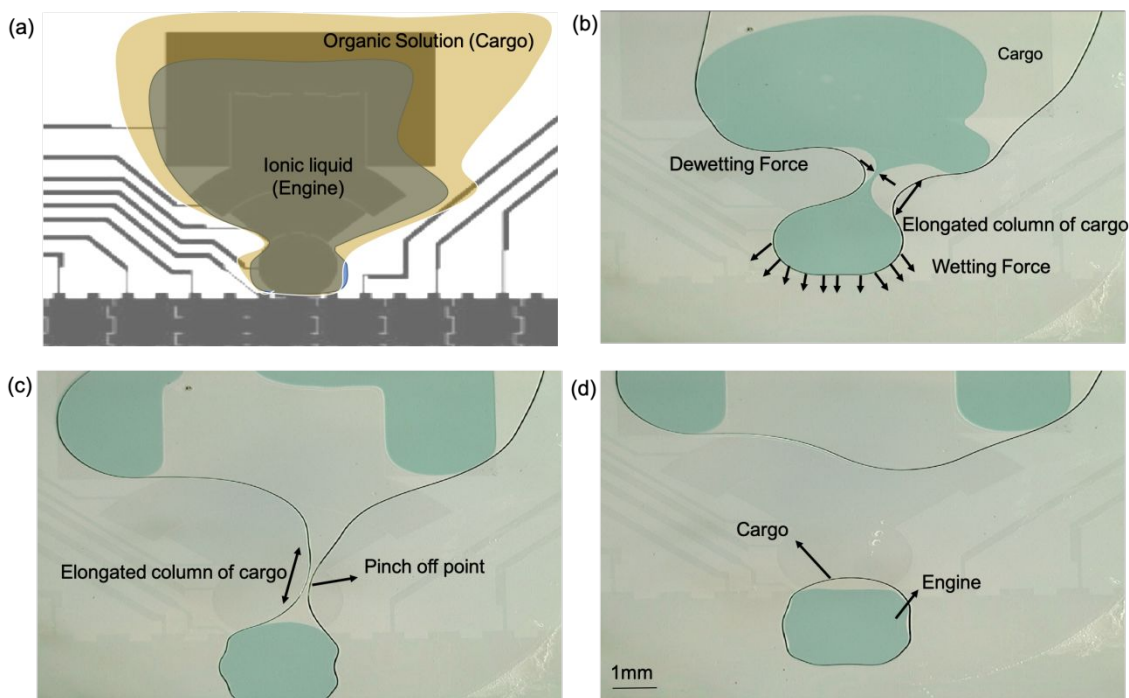 (a)
Organic Solution (Cargo)
Ionic liquid
(Engine)
(b)
Cargo
Dewetting Force
Elongated column of cargo
Wetting Force
(c)
Elongated column of cargo
Pinch off point
(d)
Cargo
Engine
1mm